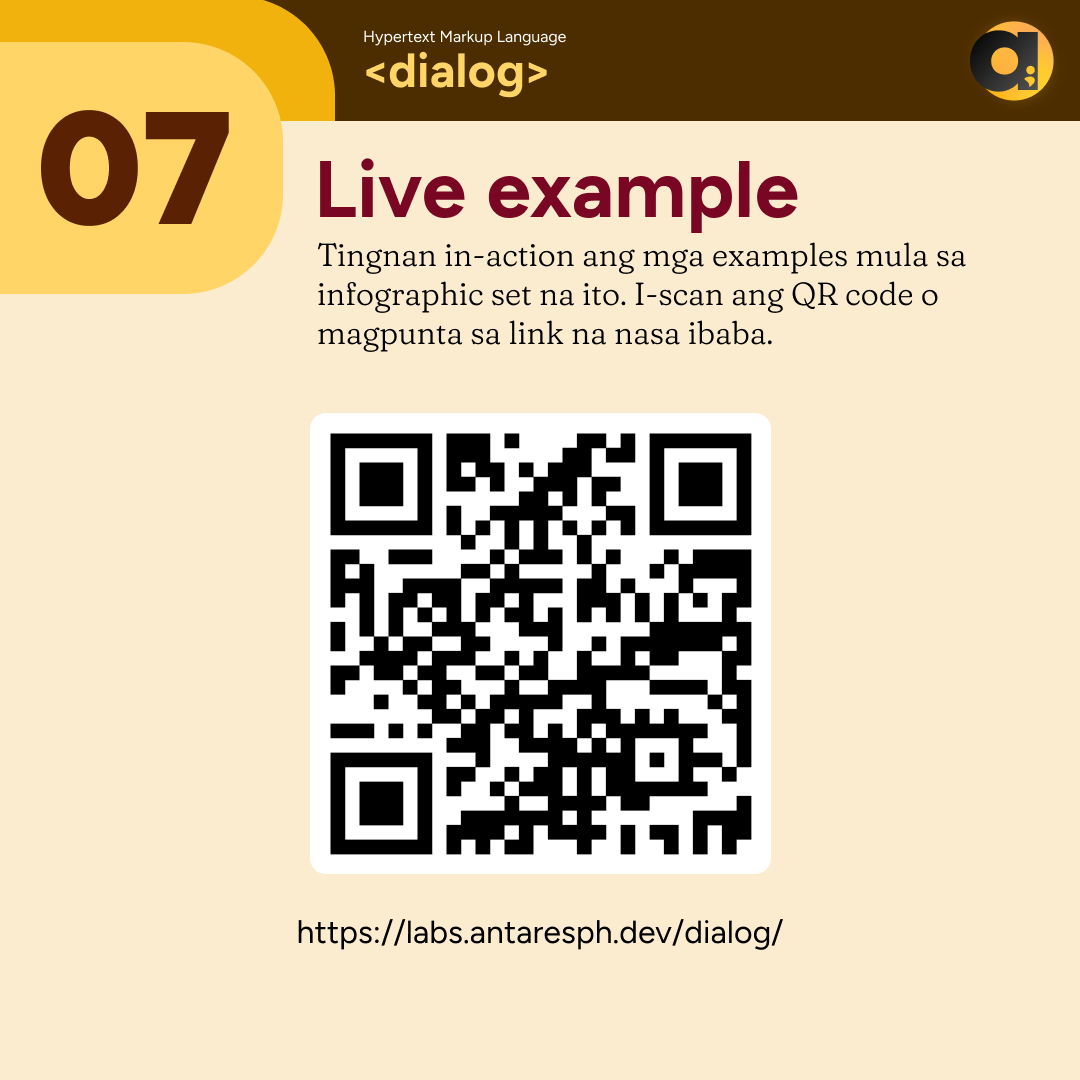 Hypertext Markup Language
<dialog>
07
Live example
Tingnan in-action ang mga examples mula sa
infographic set na ito. I-scan ang QR code o
magpunta sa link na nasa ibaba.
https://labs.antaresph.dev/dialog/